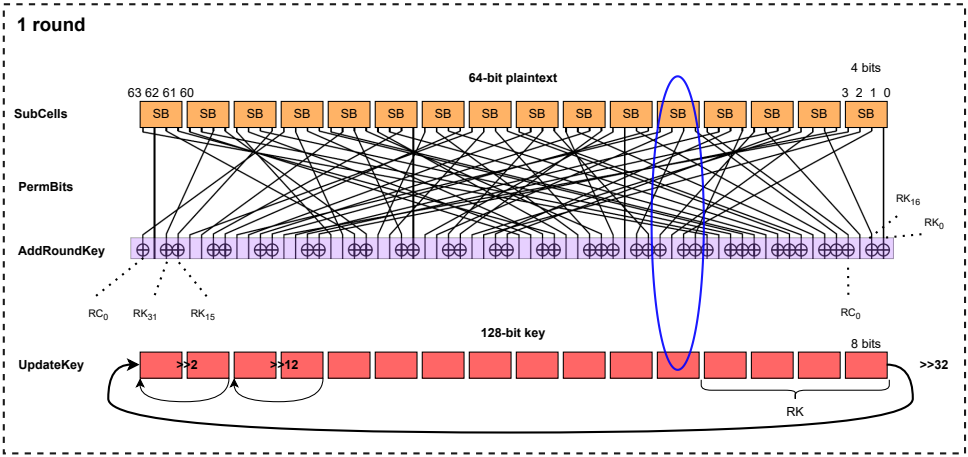 1 round
64-bit plaintext
4 bits
63 62 61 60
3 2 1 0
SubCells
SB SB SB SB SB SB SB SB SB SB SB SB SB SB SB SB
PermBits
RK16
RK0
AddRoundKey
RC0
RK31
RK15
RC0
128-bit key
8 bits
UpdateKey
>>2
>>12
>>32
RK